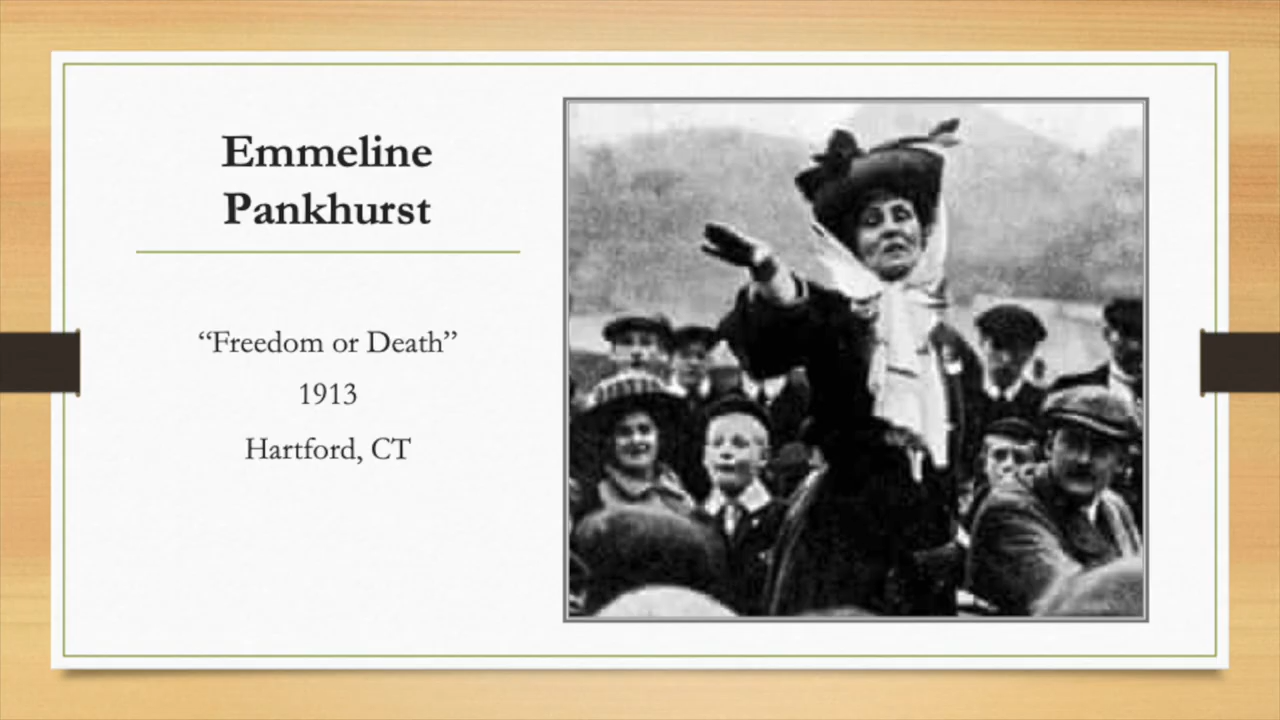 Emmeline
Pankhurst
“Freedom or Death”
1913
Hartford, CT